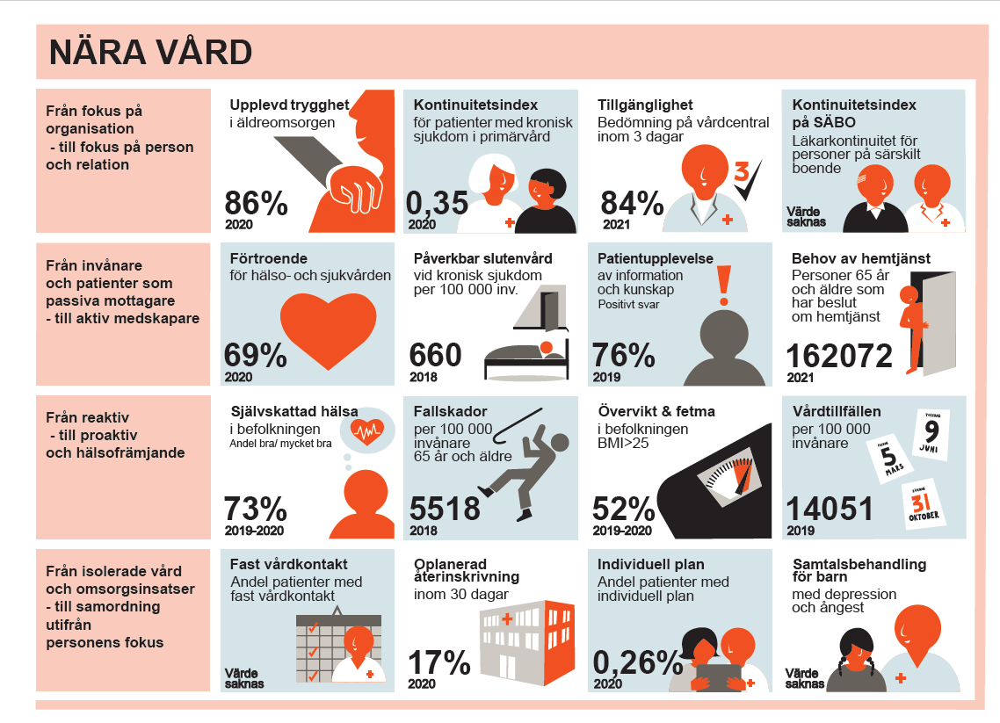 NÄRA VÅRD
Från fokus på
organisation
- till fokus på person
och relation
Upplevd trygghet
i äldreomsorgen
86%
2020
Kontinuitetsindex
för patienter med kronisk
sjukdom i primärvård
0,35
2020
Tillgänglighet
Bedömning på vårdcentral
inom 3 dagar
3
84%
2021
Kontinuitetsindex
på SÄBO
Läkarkontinuitet för
personer på särskilt
boende
Värde
saknas
Från invånare
och patienter som
passiva mottagare
- till aktiv medskapare
Förtroende
för hälso- och sjukvården
69%
2020
Påverkbar slutenvård
vid kronisk sjukdom
per 100 000 inv.
660
2018
Patientupplevelse
av information
och kunskap
Positivt svar
76%
2019
Behov av hemtjänst
Personer 65 år
och äldre som
har beslut
om hemtjänst
162072
2021
Från reaktiv
- till proaktiv
och hälsofrämjande
Självskattad hälsa
i befolkningen
Andel bra/ mycket bra
73%
2019-2020
Fallskador
per 100 000
invånare
65 år och äldre
5518
2018
Övervikt & fetma
i befolkningen
BMI>25
52%
2019–2020
Vårdtillfällen
per 100 000
invånare
9
JUNI
5
MARS
31
OKTOBER
14051
2019
Från isolerade vård
och omsorgsinsatser
- till samordning
utifrån
personens fokus
Fast vårdkontakt
Andel patienter med
fast vårdkontakt
Värde
saknas
Oplanerad
återinskrivning
inom 30 dagar
17%
2020
Individuell plan
Andel patienter med
individuell plan
0,26%
2020
Samtalsbehandling
för barn
med depression
och ångest
Värde
saknas